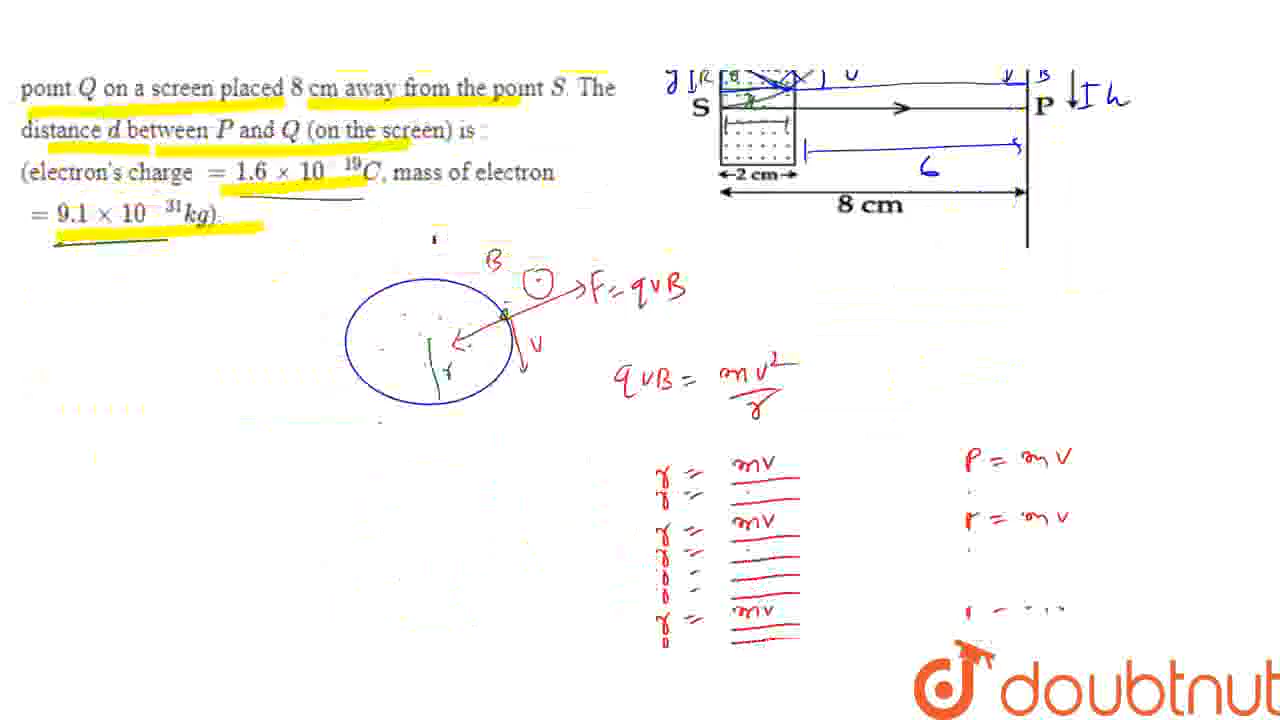 point Q on a screen placed 8 cm away from the point S. The
distance d between P and Q (on the screen) is :
(electron's charge = 1.6 × 10 19C, mass of electron
= 9.1 × 10 31kg).
y R θ U B
S P I h
x
6
2 cm
8 cm
B
F = qvB
V
r
qvB = mv²
r
r = mv P = mv
r =
r = mv r = mv
r =
r = mv
doubtnut